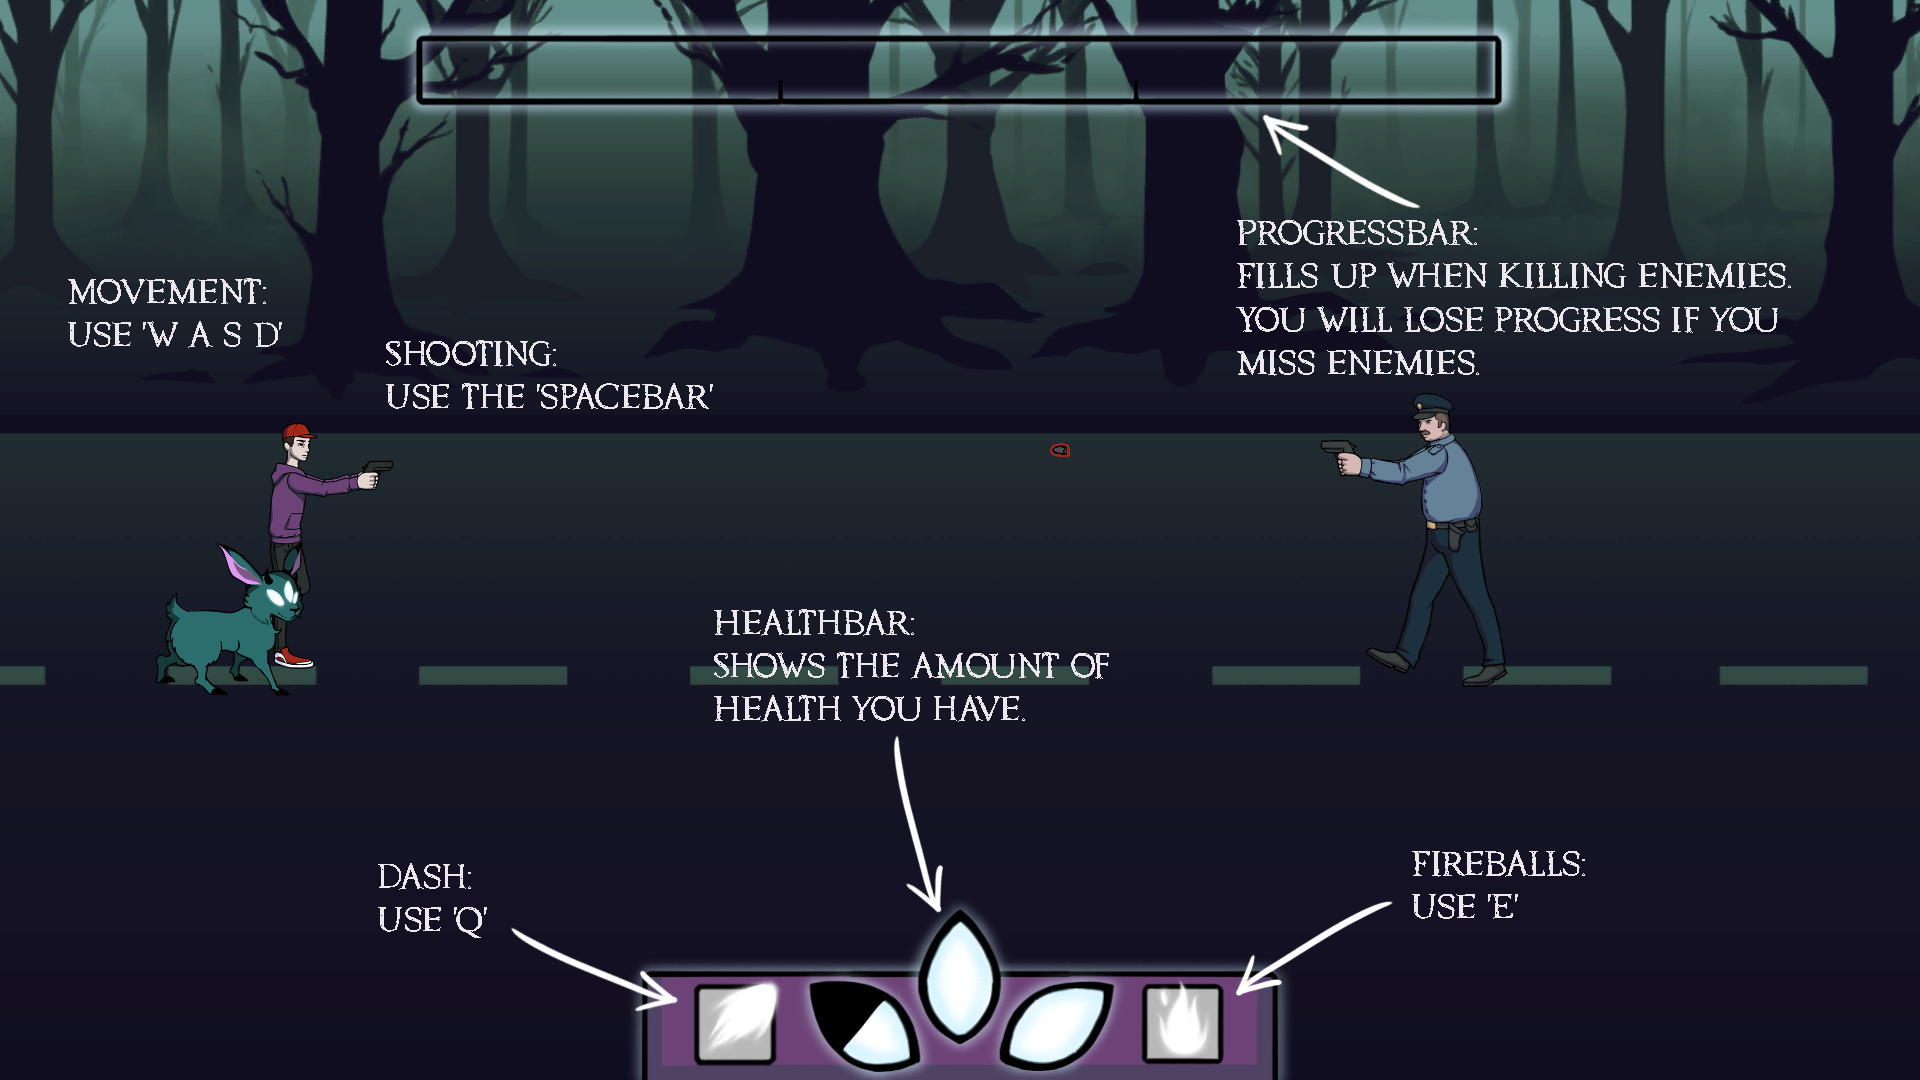 PROGRESSBAR:
FILLS UP WHEN KILLING ENEMIES.
YOU WILL LOSE PROGRESS IF YOU
MISS ENEMIES.
MOVEMENT:
USE 'W A S D'
SHOOTING:
USE THE 'SPACEBAR'
HEALTHBAR:
SHOWS THE AMOUNT OF
HEALTH YOU HAVE.
DASH:
USE 'Q'
FIREBALLS:
USE 'E'